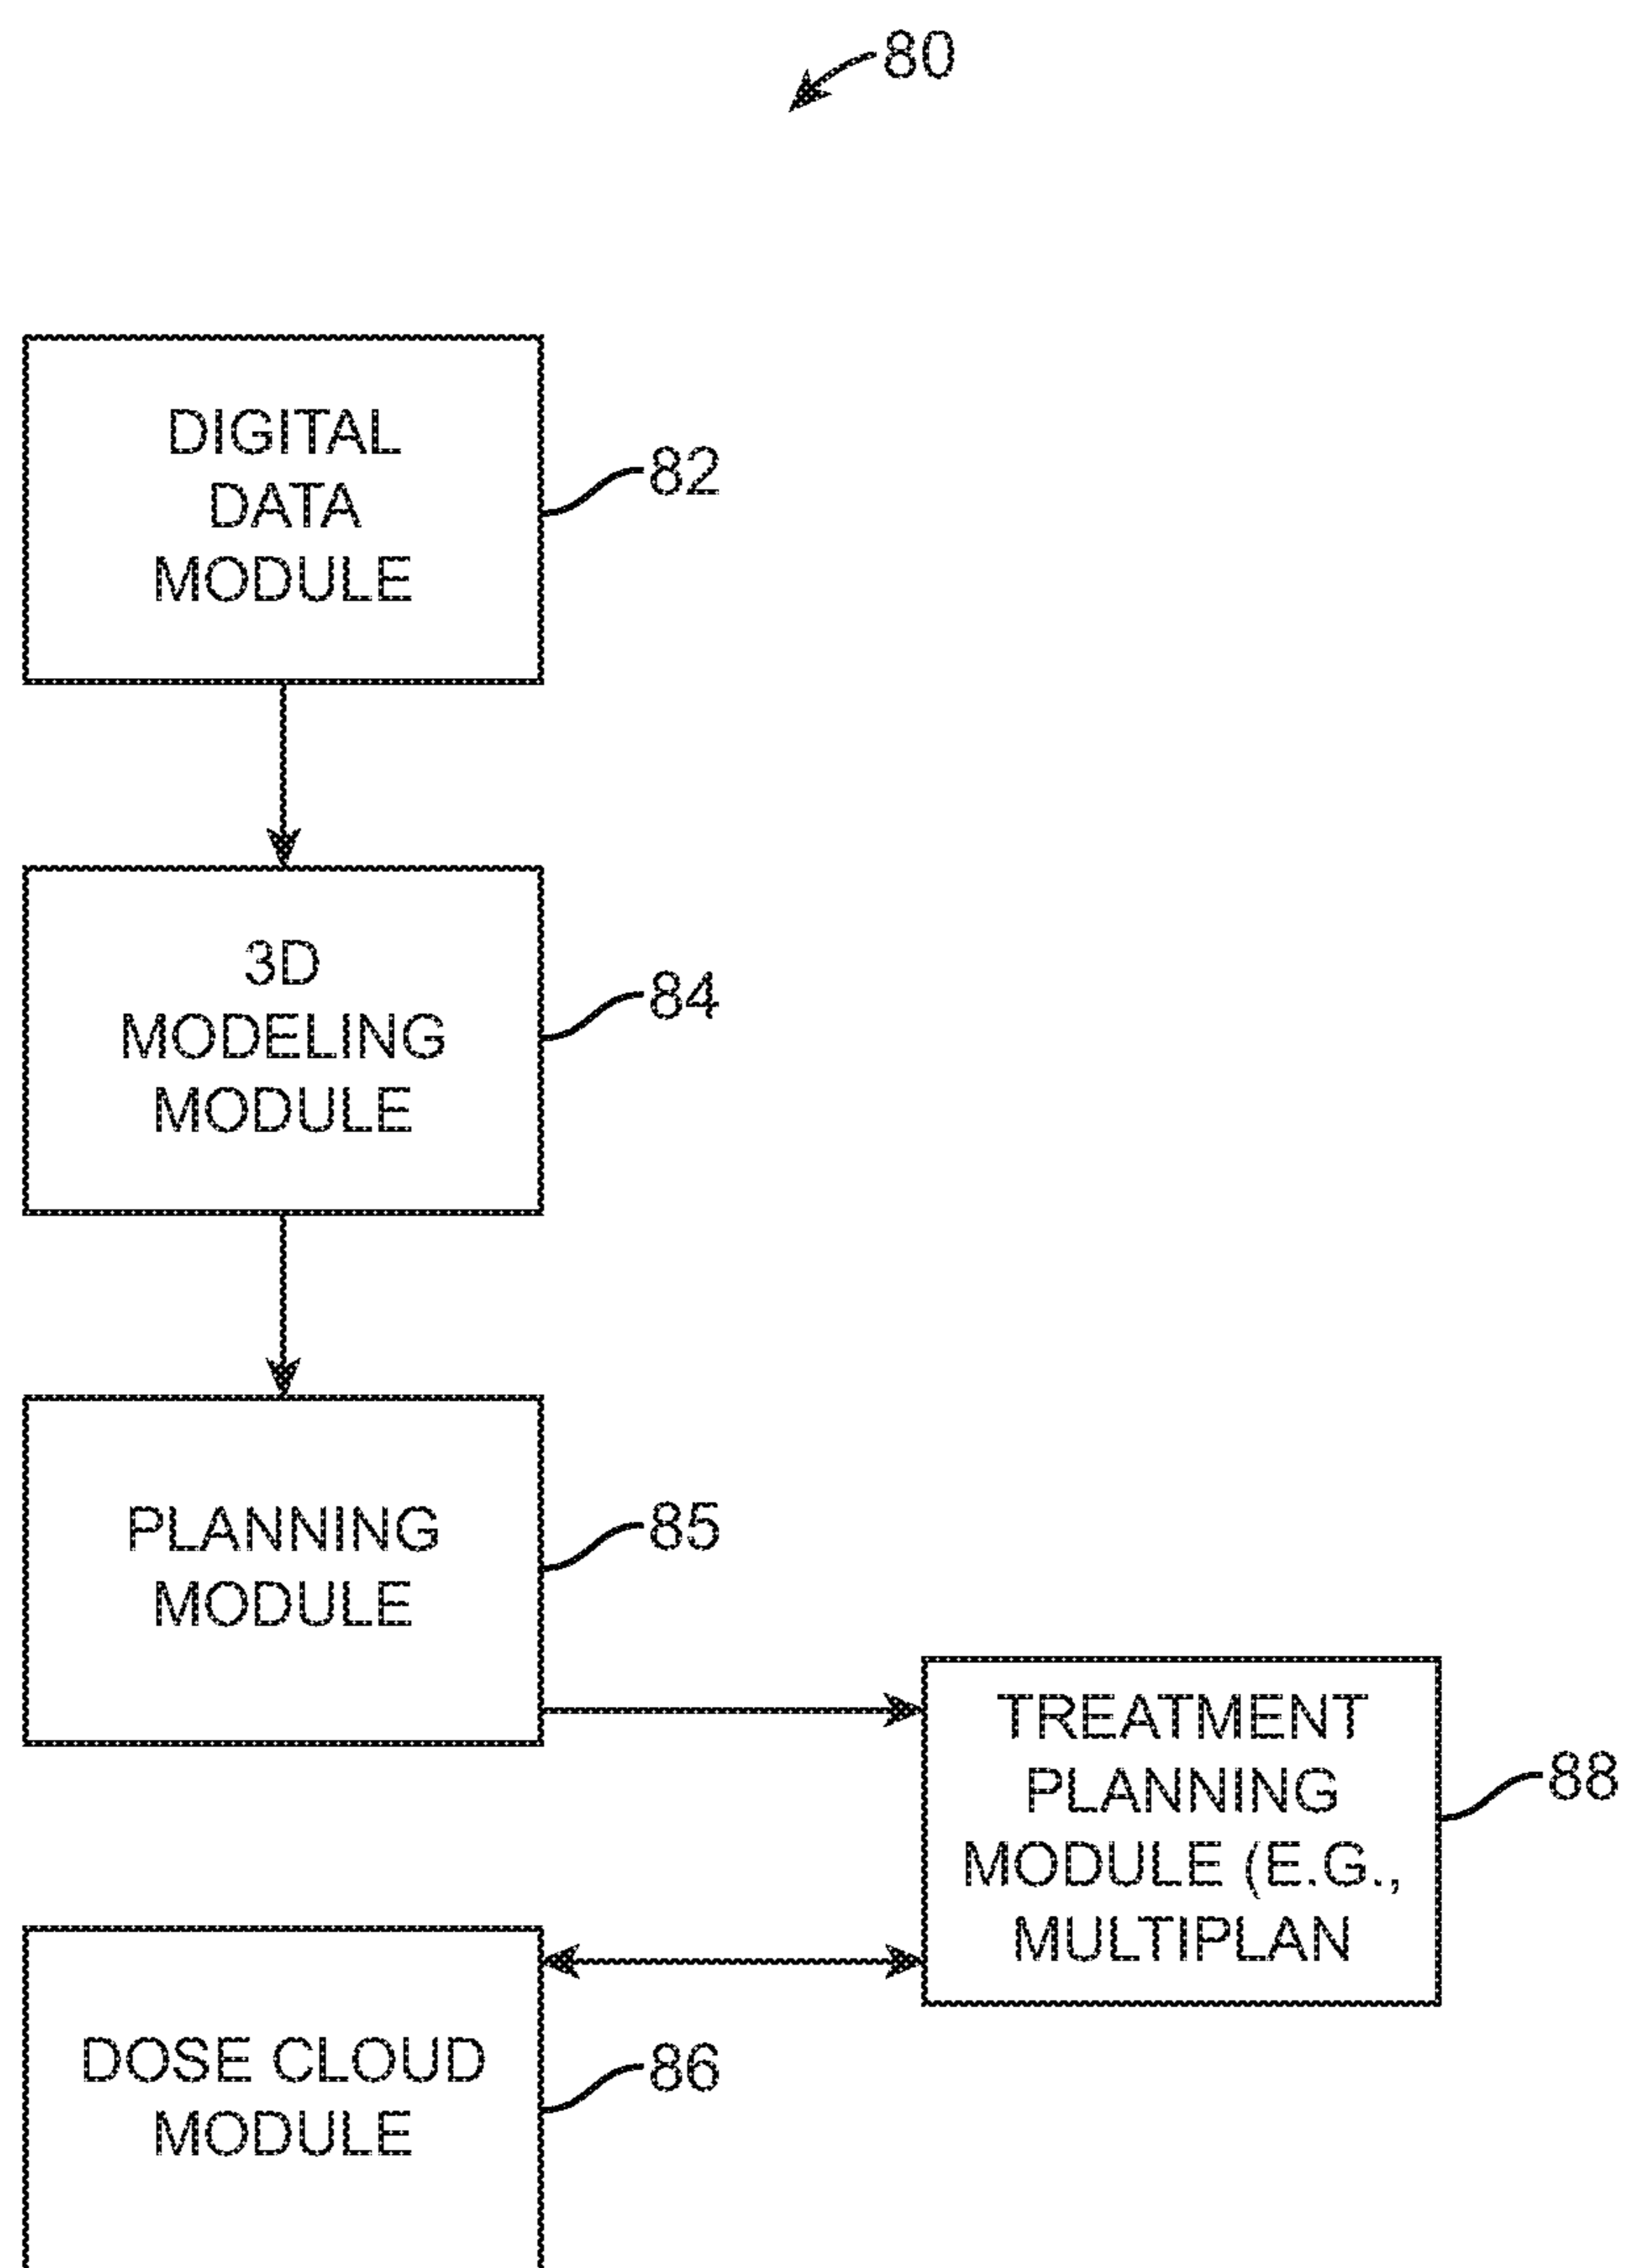 80
DIGITAL
DATA
MODULE
82
3D
MODELING
MODULE
84
PLANNING
MODULE
85
TREATMENT
PLANNING
MODULE (E.G.,
MULTIPLAN
88
DOSE CLOUD
MODULE
86